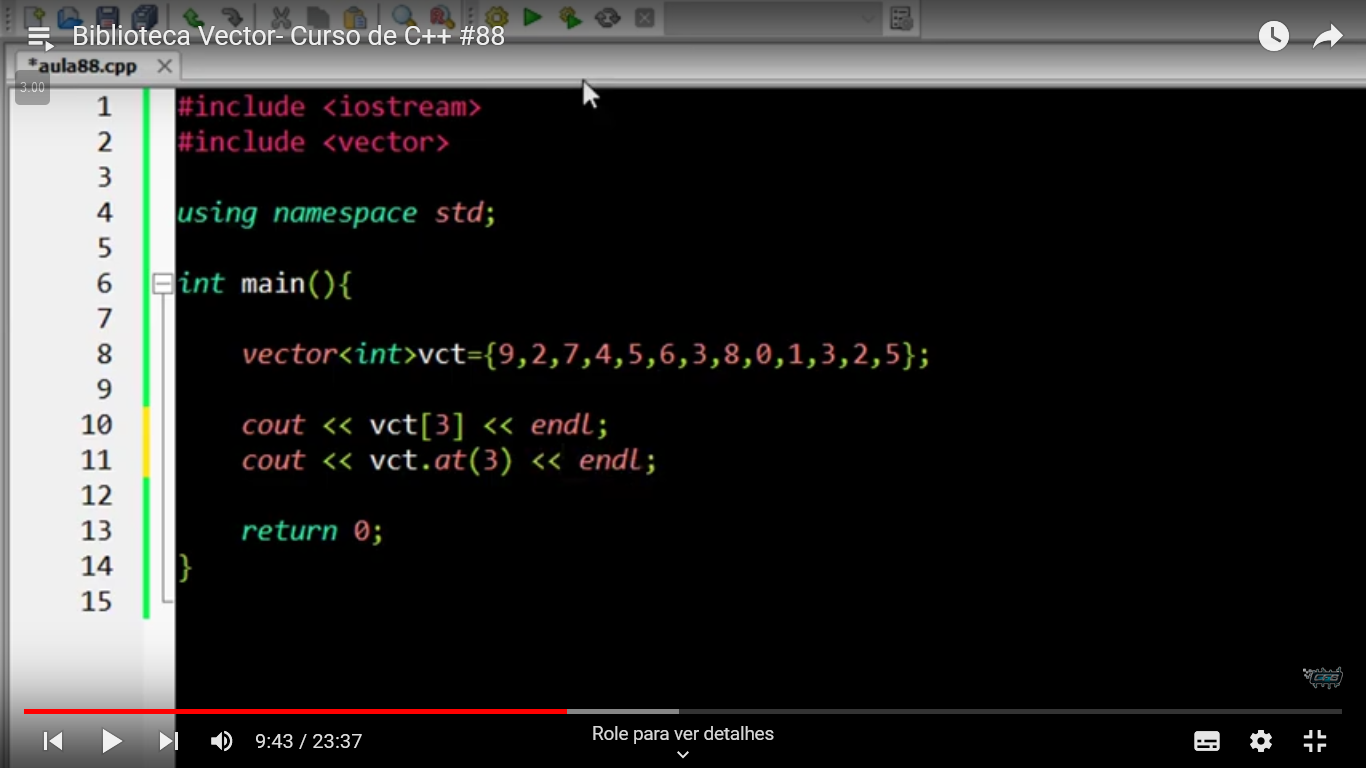 Biblioteca Vector- Curso de C++ #88
*aula88.cpp
3.00
1 #include <iostream>
2 #include <vector>
3
4 using namespace std;
5
6 int main(){
7
8 vector<int>vct={9,2,7,4,5,6,3,8,0,1,3,2,5};
9
10 cout << vct[3] << endl;
11 cout << vct.at(3) << endl;
12
13 return 0;
14 }
15
CFB
9:43 / 23:37
Role para ver detalhes